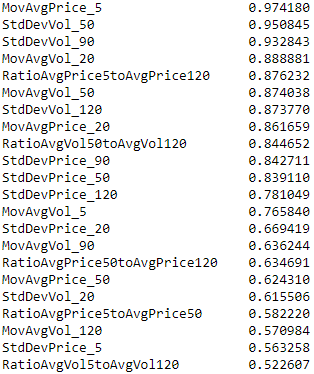 MovAvgPrice_5 0.974180
StdDevVol_50 0.950845
StdDevVol_90 0.932843
MovAvgVol_20 0.888881
RatioAvgPrice5toAvgPrice120 0.876232
MovAvgVol_50 0.874038
StdDevVol_120 0.873770
MovAvgPrice_20 0.861659
RatioAvgVol50toAvgVol120 0.844652
StdDevPrice_90 0.842711
StdDevPrice_50 0.839110
StdDevPrice_120 0.781049
MovAvgVol_5 0.765840
StdDevPrice_20 0.669419
MovAvgVol_90 0.636244
RatioAvgPrice50toAvgPrice120 0.634691
MovAvgPrice_50 0.624310
StdDevVol_20 0.615506
RatioAvgPrice5toAvgPrice50 0.582220
MovAvgVol_120 0.570984
StdDevPrice_5 0.563258
RatioAvgVol5toAvgVol120 0.522607